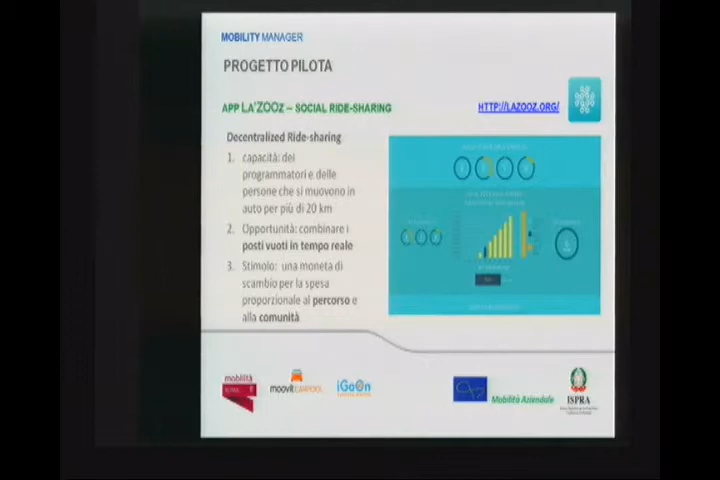 MOBILITY MANAGER
PROGETTO PILOTA
APP LA'ZOOZ – SOCIAL RIDE-SHARING
HTTP://LAZOOZ.ORG/
Decentralized Ride-sharing
1. capacità: dei
programmatori e delle
persone che si muovono in
auto per più di 20 km
2. Opportunità: combinare i
posti vuoti in tempo reale
3. Stimolo: una moneta di
scambio per la spesa
proporzionale al percorso e
alla comunità
mobilità
moovit CARPOOL
iGoOn
Mobilità Aziendale
ISPRA